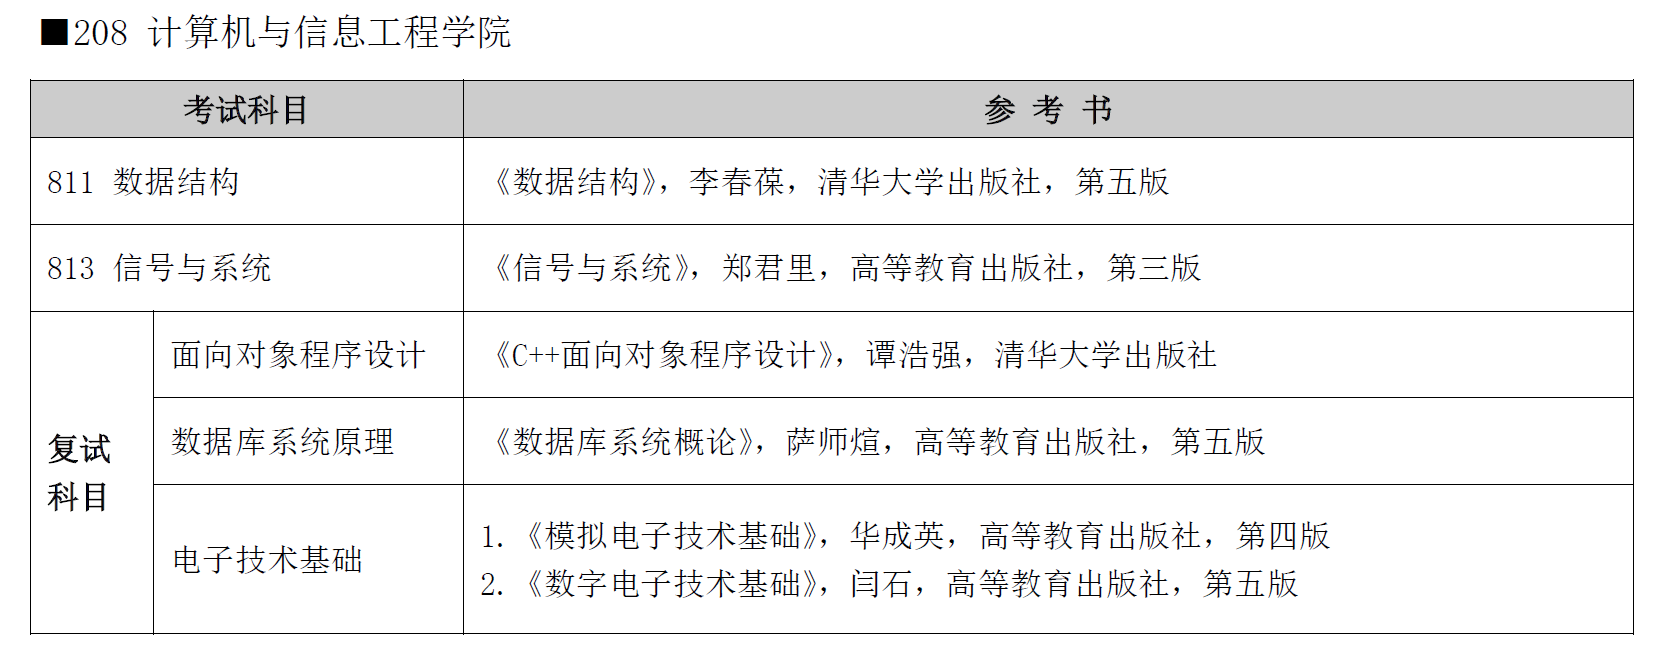 ■208 计算机与信息工程学院
考试科目 参 考 书
811 数据结构 《数据结构》，李春葆，清华大学出版社，第五版
813 信号与系统 《信号与系统》，郑君里，高等教育出版社，第三版
复试科目
面向对象程序设计 《C++面向对象程序设计》，谭浩强，清华大学出版社
数据库系统原理 《数据库系统概论》，萨师煊，高等教育出版社，第五版
电子技术基础
1.《模拟电子技术基础》，华成英，高等教育出版社，第四版
2.《数字电子技术基础》，闫石，高等教育出版社，第五版